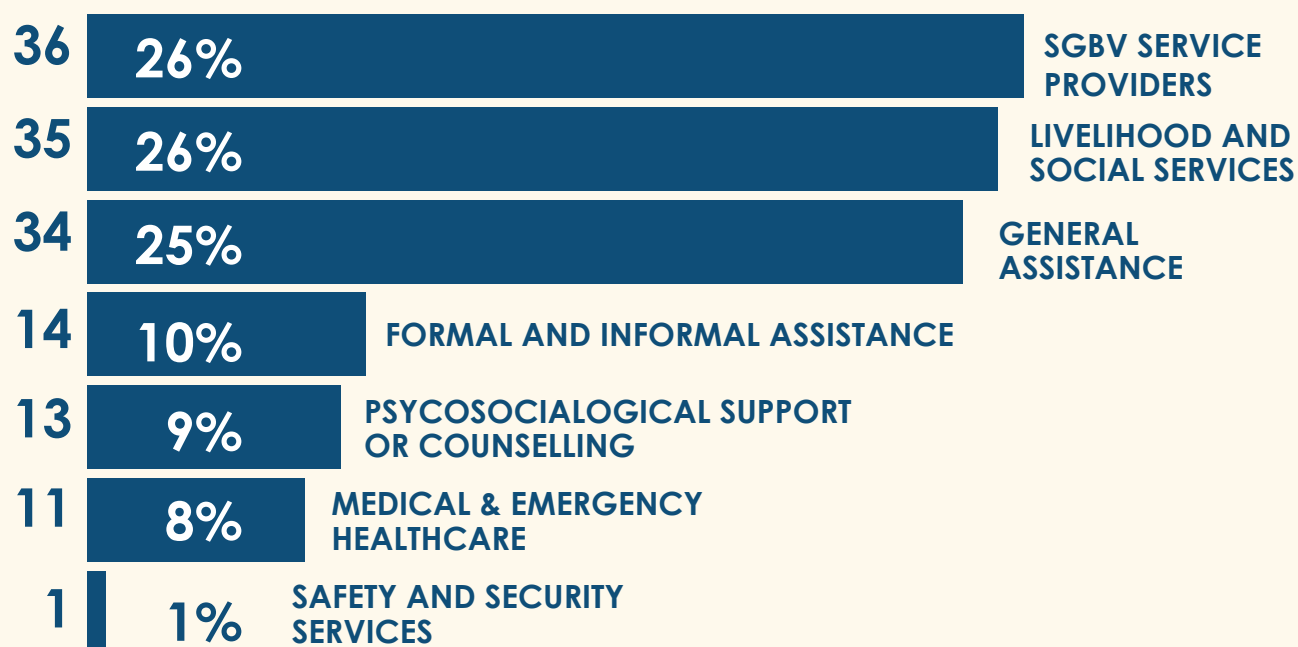 36 26% SGBV SERVICE
PROVIDERS
35 26% LIVELIHOOD AND
SOCIAL SERVICES
34 25% GENERAL
ASSISTANCE
14 10% FORMAL AND INFORMAL ASSISTANCE
13 9% PSYCOSOCIALOGICAL SUPPORT
OR COUNSELLING
11 8% MEDICAL & EMERGENCY
HEALTHCARE
1 1% SAFETY AND SECURITY
SERVICES